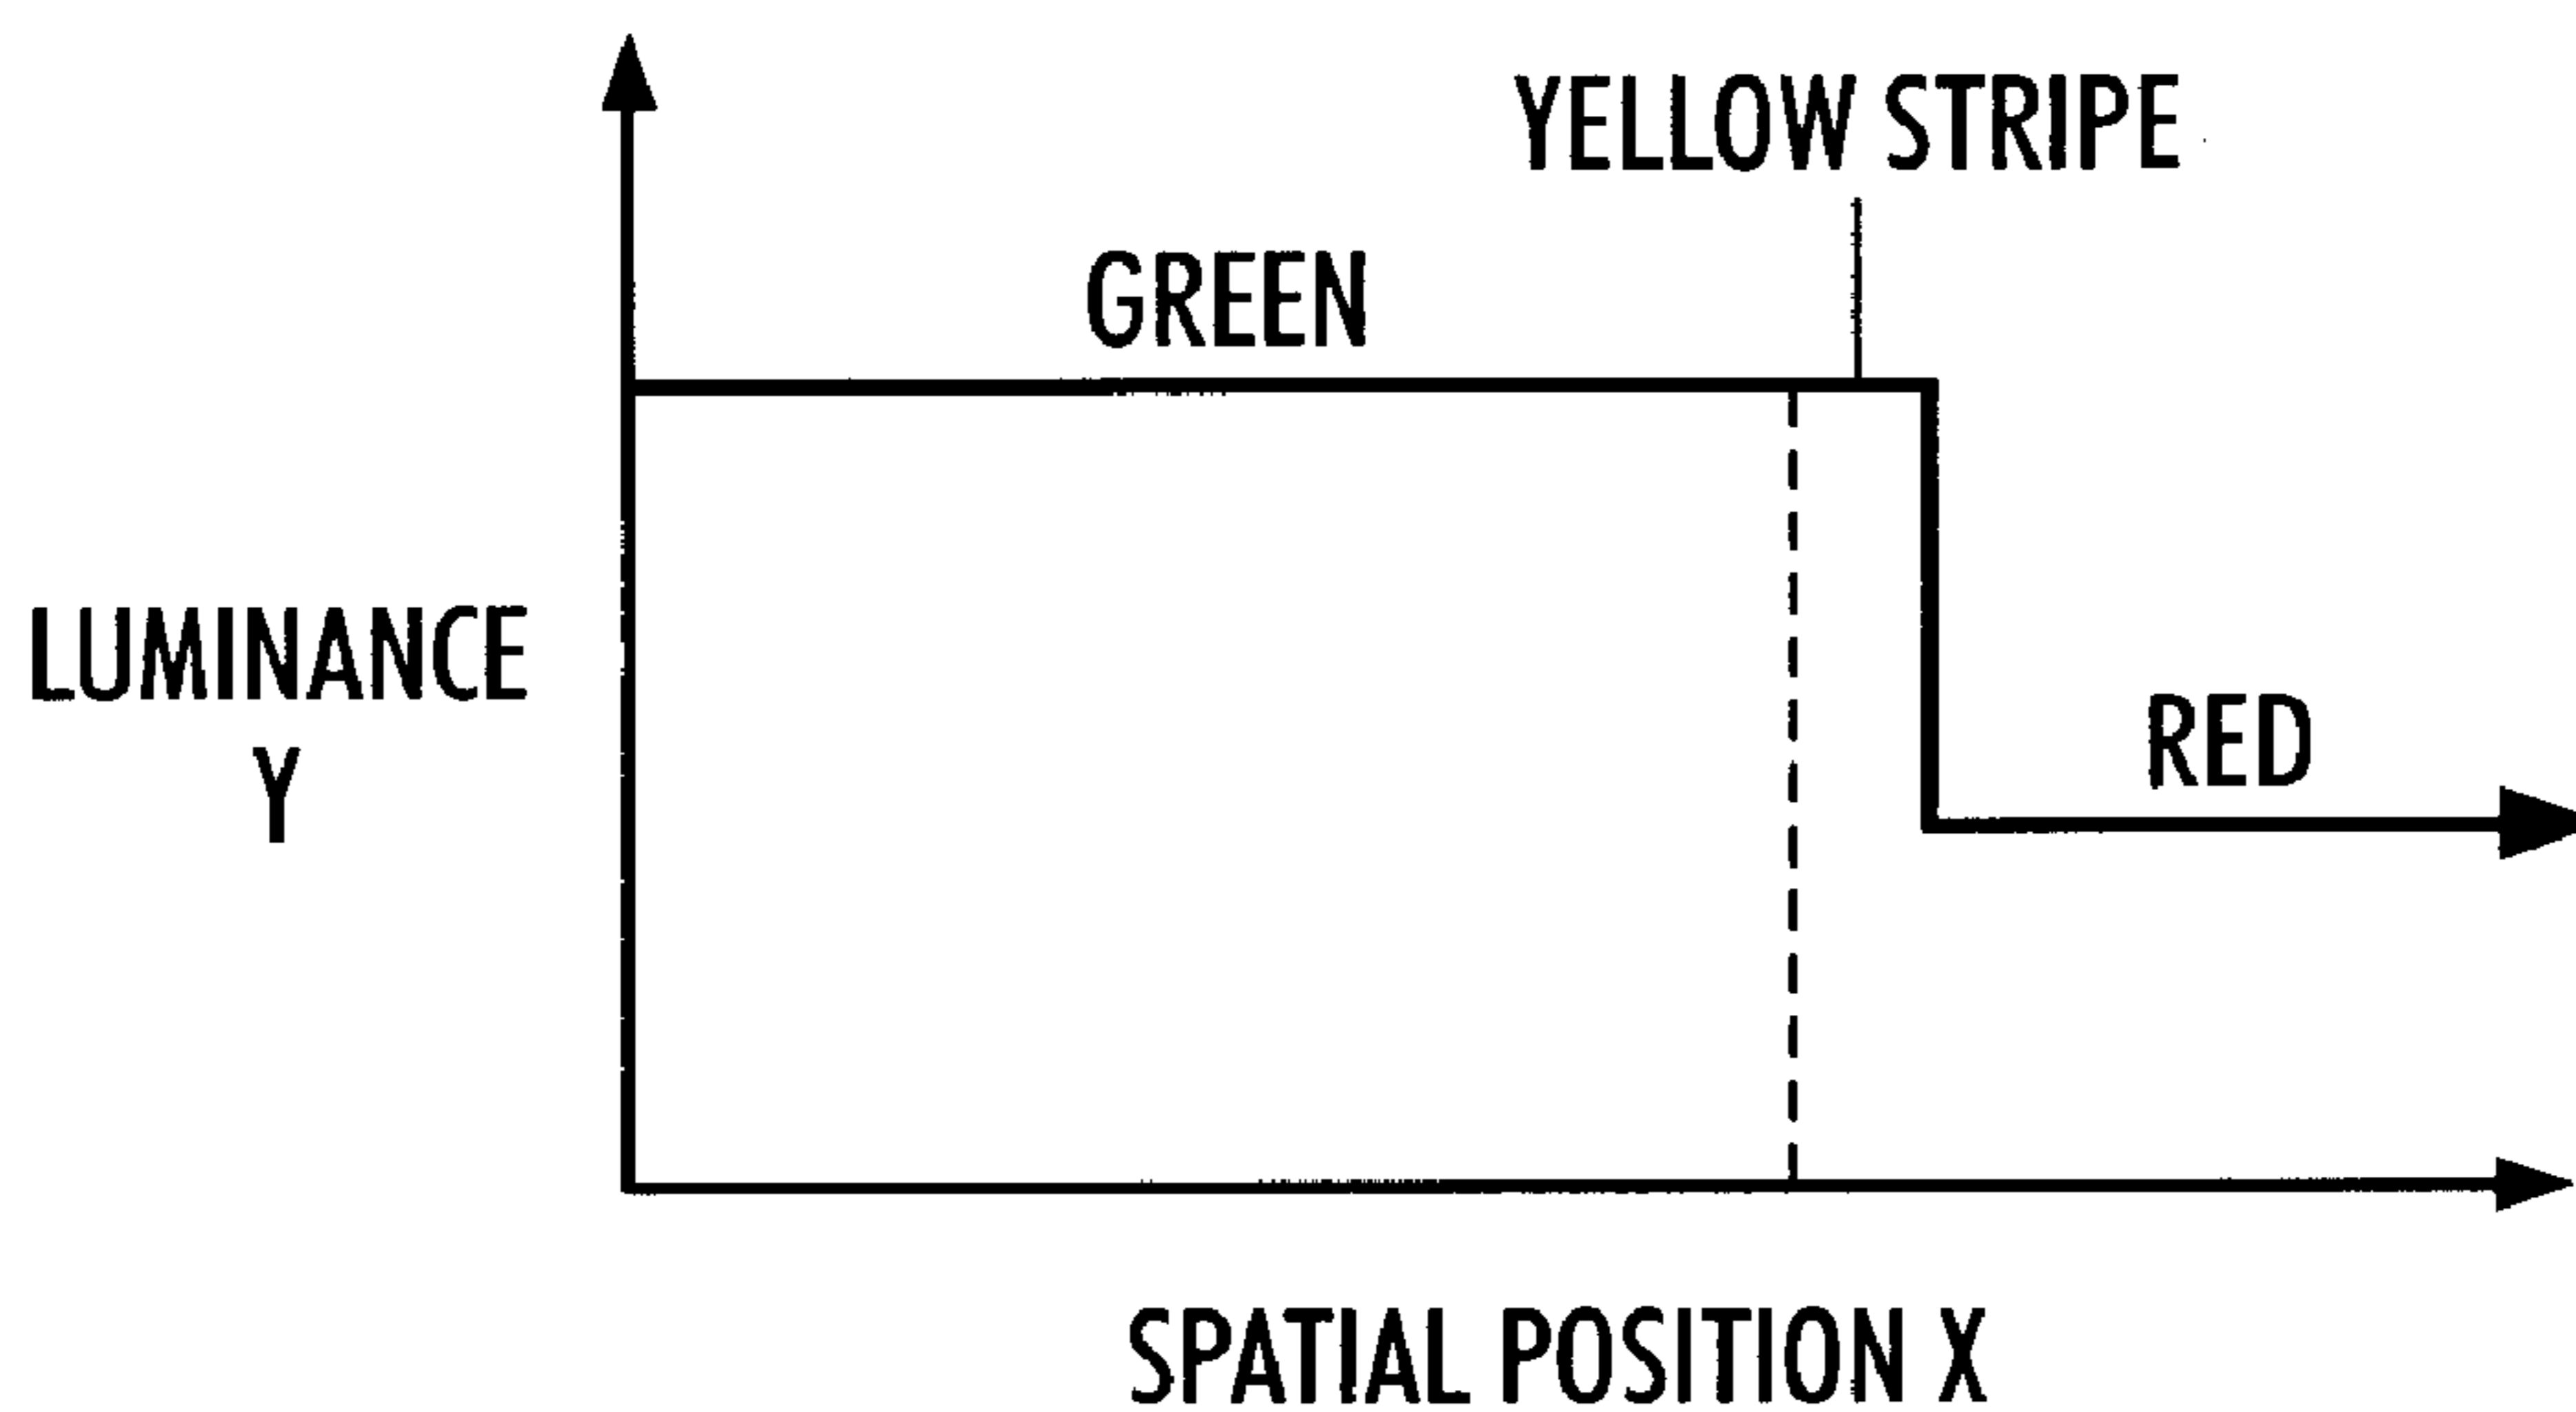 YELLOW STRIPE
GREEN
LUMINANCE
Y
RED
SPATIAL POSITION X